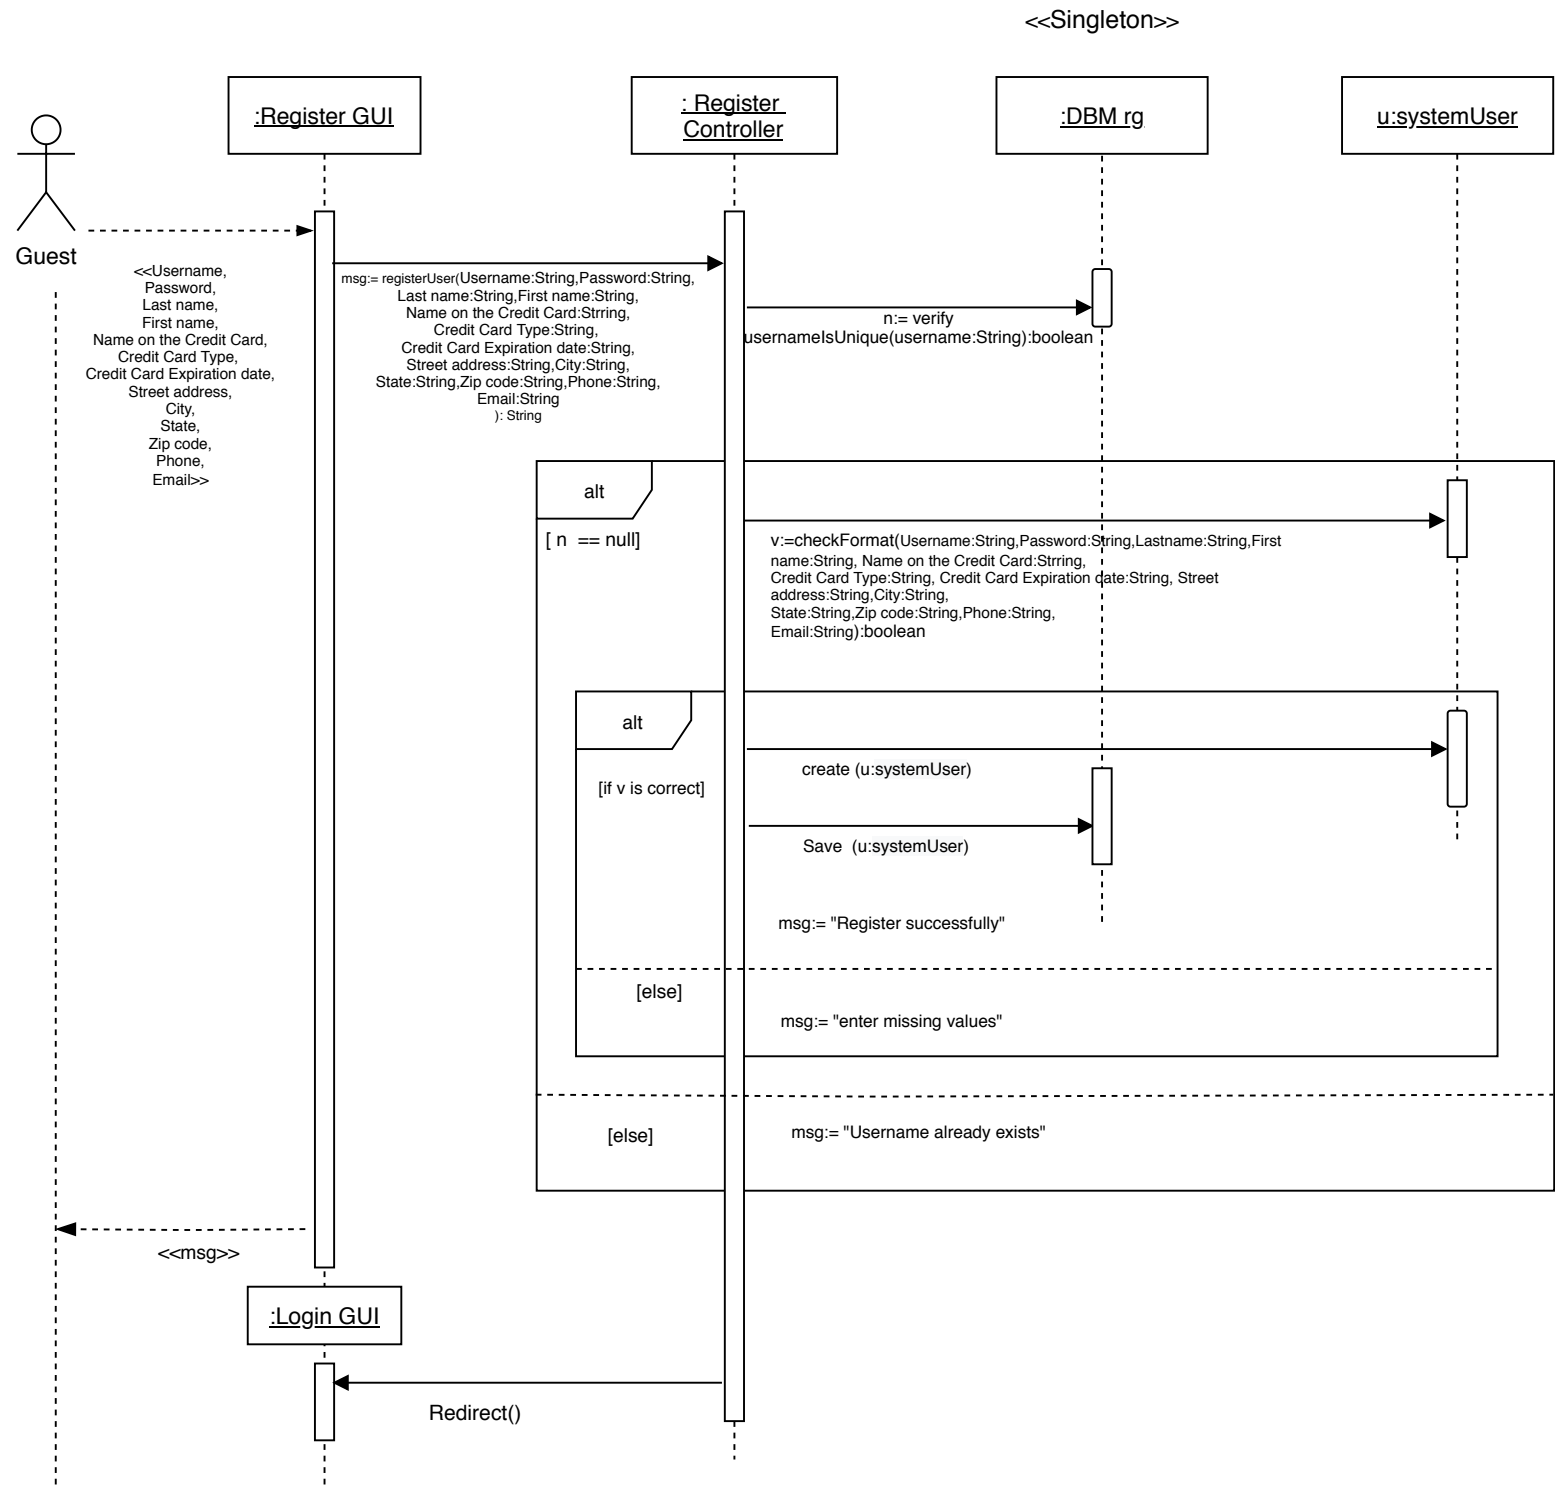 <<Singleton>>
:Register GUI
: Register
Controller
:DBM rg
u:systemUser
Guest
<<Username,
Password,
Last name,
First name,
Name on the Credit Card,
Credit Card Type,
Credit Card Expiration date,
Street address,
City,
State,
Zip code,
Phone,
Email>>
msg:= registerUser(Username:String,Password:String,
Last name:String,First name:String,
Name on the Credit Card:Strring,
Credit Card Type:String,
Credit Card Expiration date:String,
Street address:String,City:String,
State:String,Zip code:String,Phone:String,
Email:String
): String
n:= verify
usernameIsUnique(username:String):boolean
alt
[ n  == null]
v:=checkFormat(Username:String,Password:String,Lastname:String,First
name:String, Name on the Credit Card:Strring,
Credit Card Type:String, Credit Card Expiration date:String, Street
address:String,City:String,
State:String,Zip code:String,Phone:String,
Email:String):boolean
alt
[if v is correct]
create (u:systemUser)
Save  (u:systemUser)
msg:= "Register successfully"
[else]
msg:= "enter missing values"
[else]
msg:= "Username already exists"
<<msg>>
:Login GUI
Redirect()